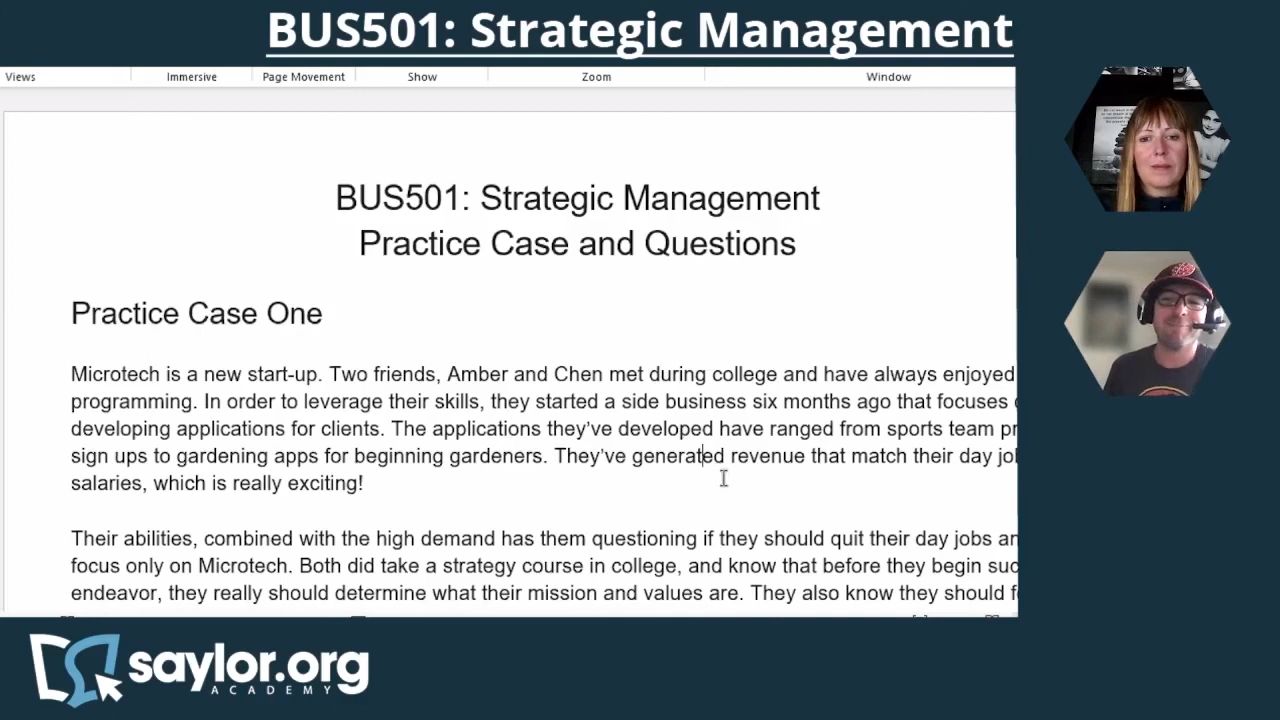 BUS501: Strategic Management
Views Immersive Page Movement Show Zoom Window
BUS501: Strategic Management
Practice Case and Questions
Practice Case One
Microtech is a new start-up. Two friends, Amber and Chen met during college and have always enjoyed
programming. In order to leverage their skills, they started a side business six months ago that focuses
developing applications for clients. The applications they've developed have ranged from sports team
sign ups to gardening apps for beginning gardeners. They've generated revenue that match their day
salaries, which is really exciting!
Their abilities, combined with the high demand has them questioning if they should quit their day jobs
focus only on Microtech. Both did take a strategy course in college, and know that before they begin
endeavor, they really should determine what their mission and values are. They also know they should
saylor.org
ACADEMY